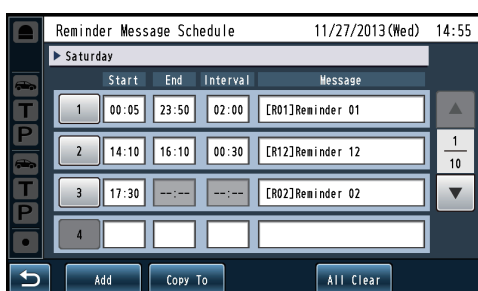 Reminder Message Schedule 11/27/2013(Wed) 14:55
Saturday
Start End Interval Message
1 00:05 23:50 02:00 [R01]Reminder 01
2 14:10 16:10 00:30 [R12]Reminder 12
3 17:30 --:-- --:-- [R02]Reminder 02
4
1
10
T
P
T
P
Add Copy To All Clear